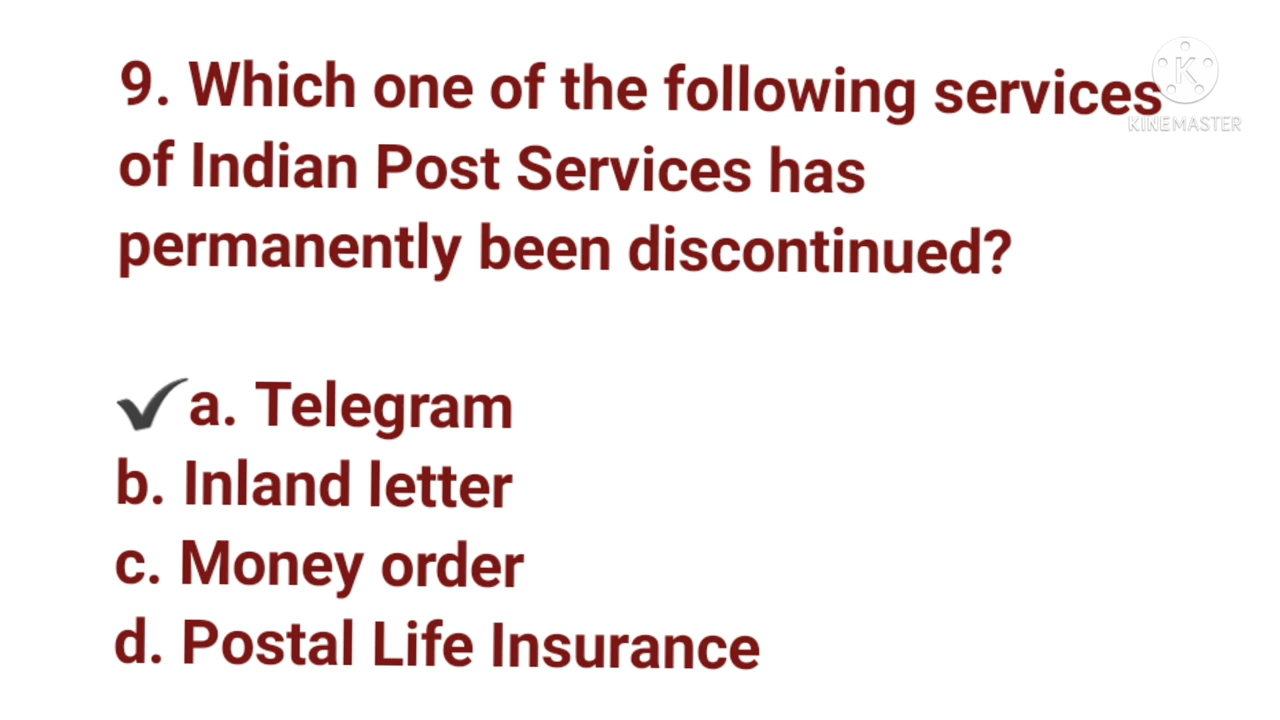 9. Which one of the following services
KINEMASTER
of Indian Post Services has
permanently been discontinued?
✔a. Telegram
b. Inland letter
c. Money order
d. Postal Life Insurance